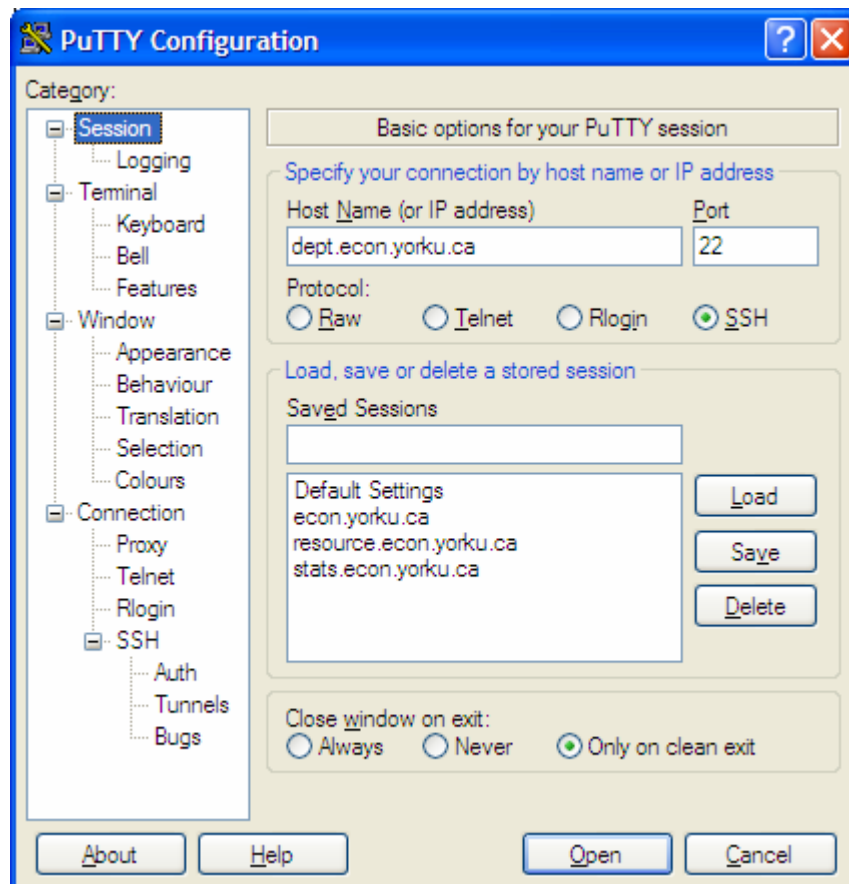 PuTTY Configuration
Category:
Session
Logging
Terminal
Keyboard
Bell
Features
Window
Appearance
Behaviour
Translation
Selection
Colours
Connection
Proxy
Telnet
Rlogin
SSH
Auth
Tunnels
Bugs
Basic options for your PuTTY session
Specify your connection by host name or IP address
Host Name (or IP address) Port
dept.econ.yorku.ca 22
Protocol:
Raw Telnet Rlogin SSH
Load, save or delete a stored session
Saved Sessions
Default Settings
econ.yorku.ca
resource.econ.yorku.ca
stats.econ.yorku.ca
Load
Save
Delete
Close window on exit:
Always Never Only on clean exit
About Help Open Cancel